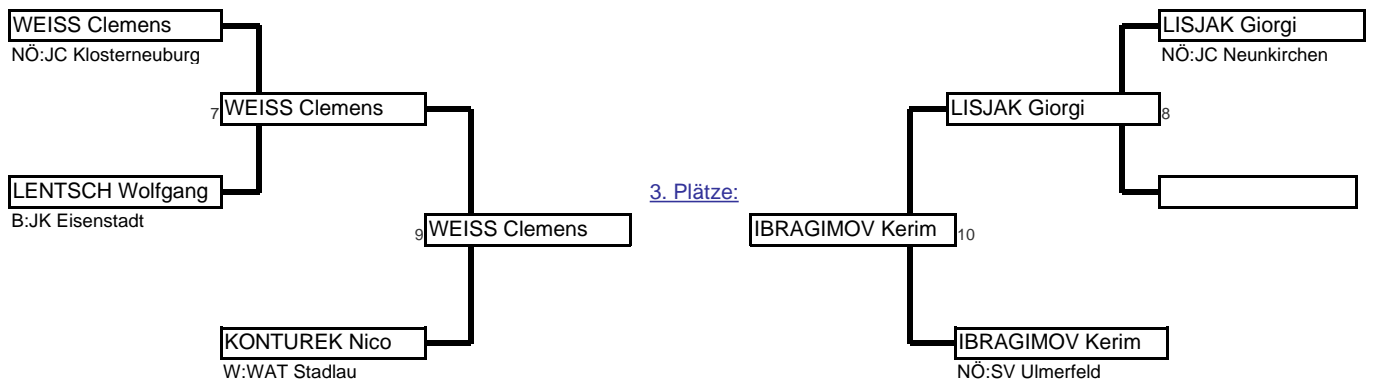 WEISS Clemens
NÖ:JC Klosterneuburg
LISJAK Giorgi
NÖ:JC Neunkirchen
7 WEISS Clemens
LISJAK Giorgi 8
LENTSCH Wolfgang
B:JK Eisenstadt
3. Plätze:
9 WEISS Clemens
IBRAGIMOV Kerim 10
KONTUREK Nico
W:WAT Stadlau
IBRAGIMOV Kerim
NÖ:SV Ulmerfeld